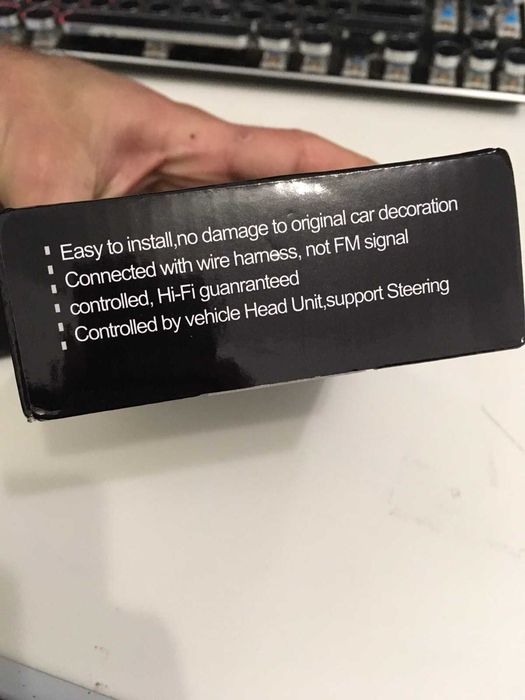 Easy to install,no damage to original car decoration
Connected with wire harness, not FM signal
controlled, Hi-Fi guanranteed
Controlled by vehicle Head Unit,support Steering